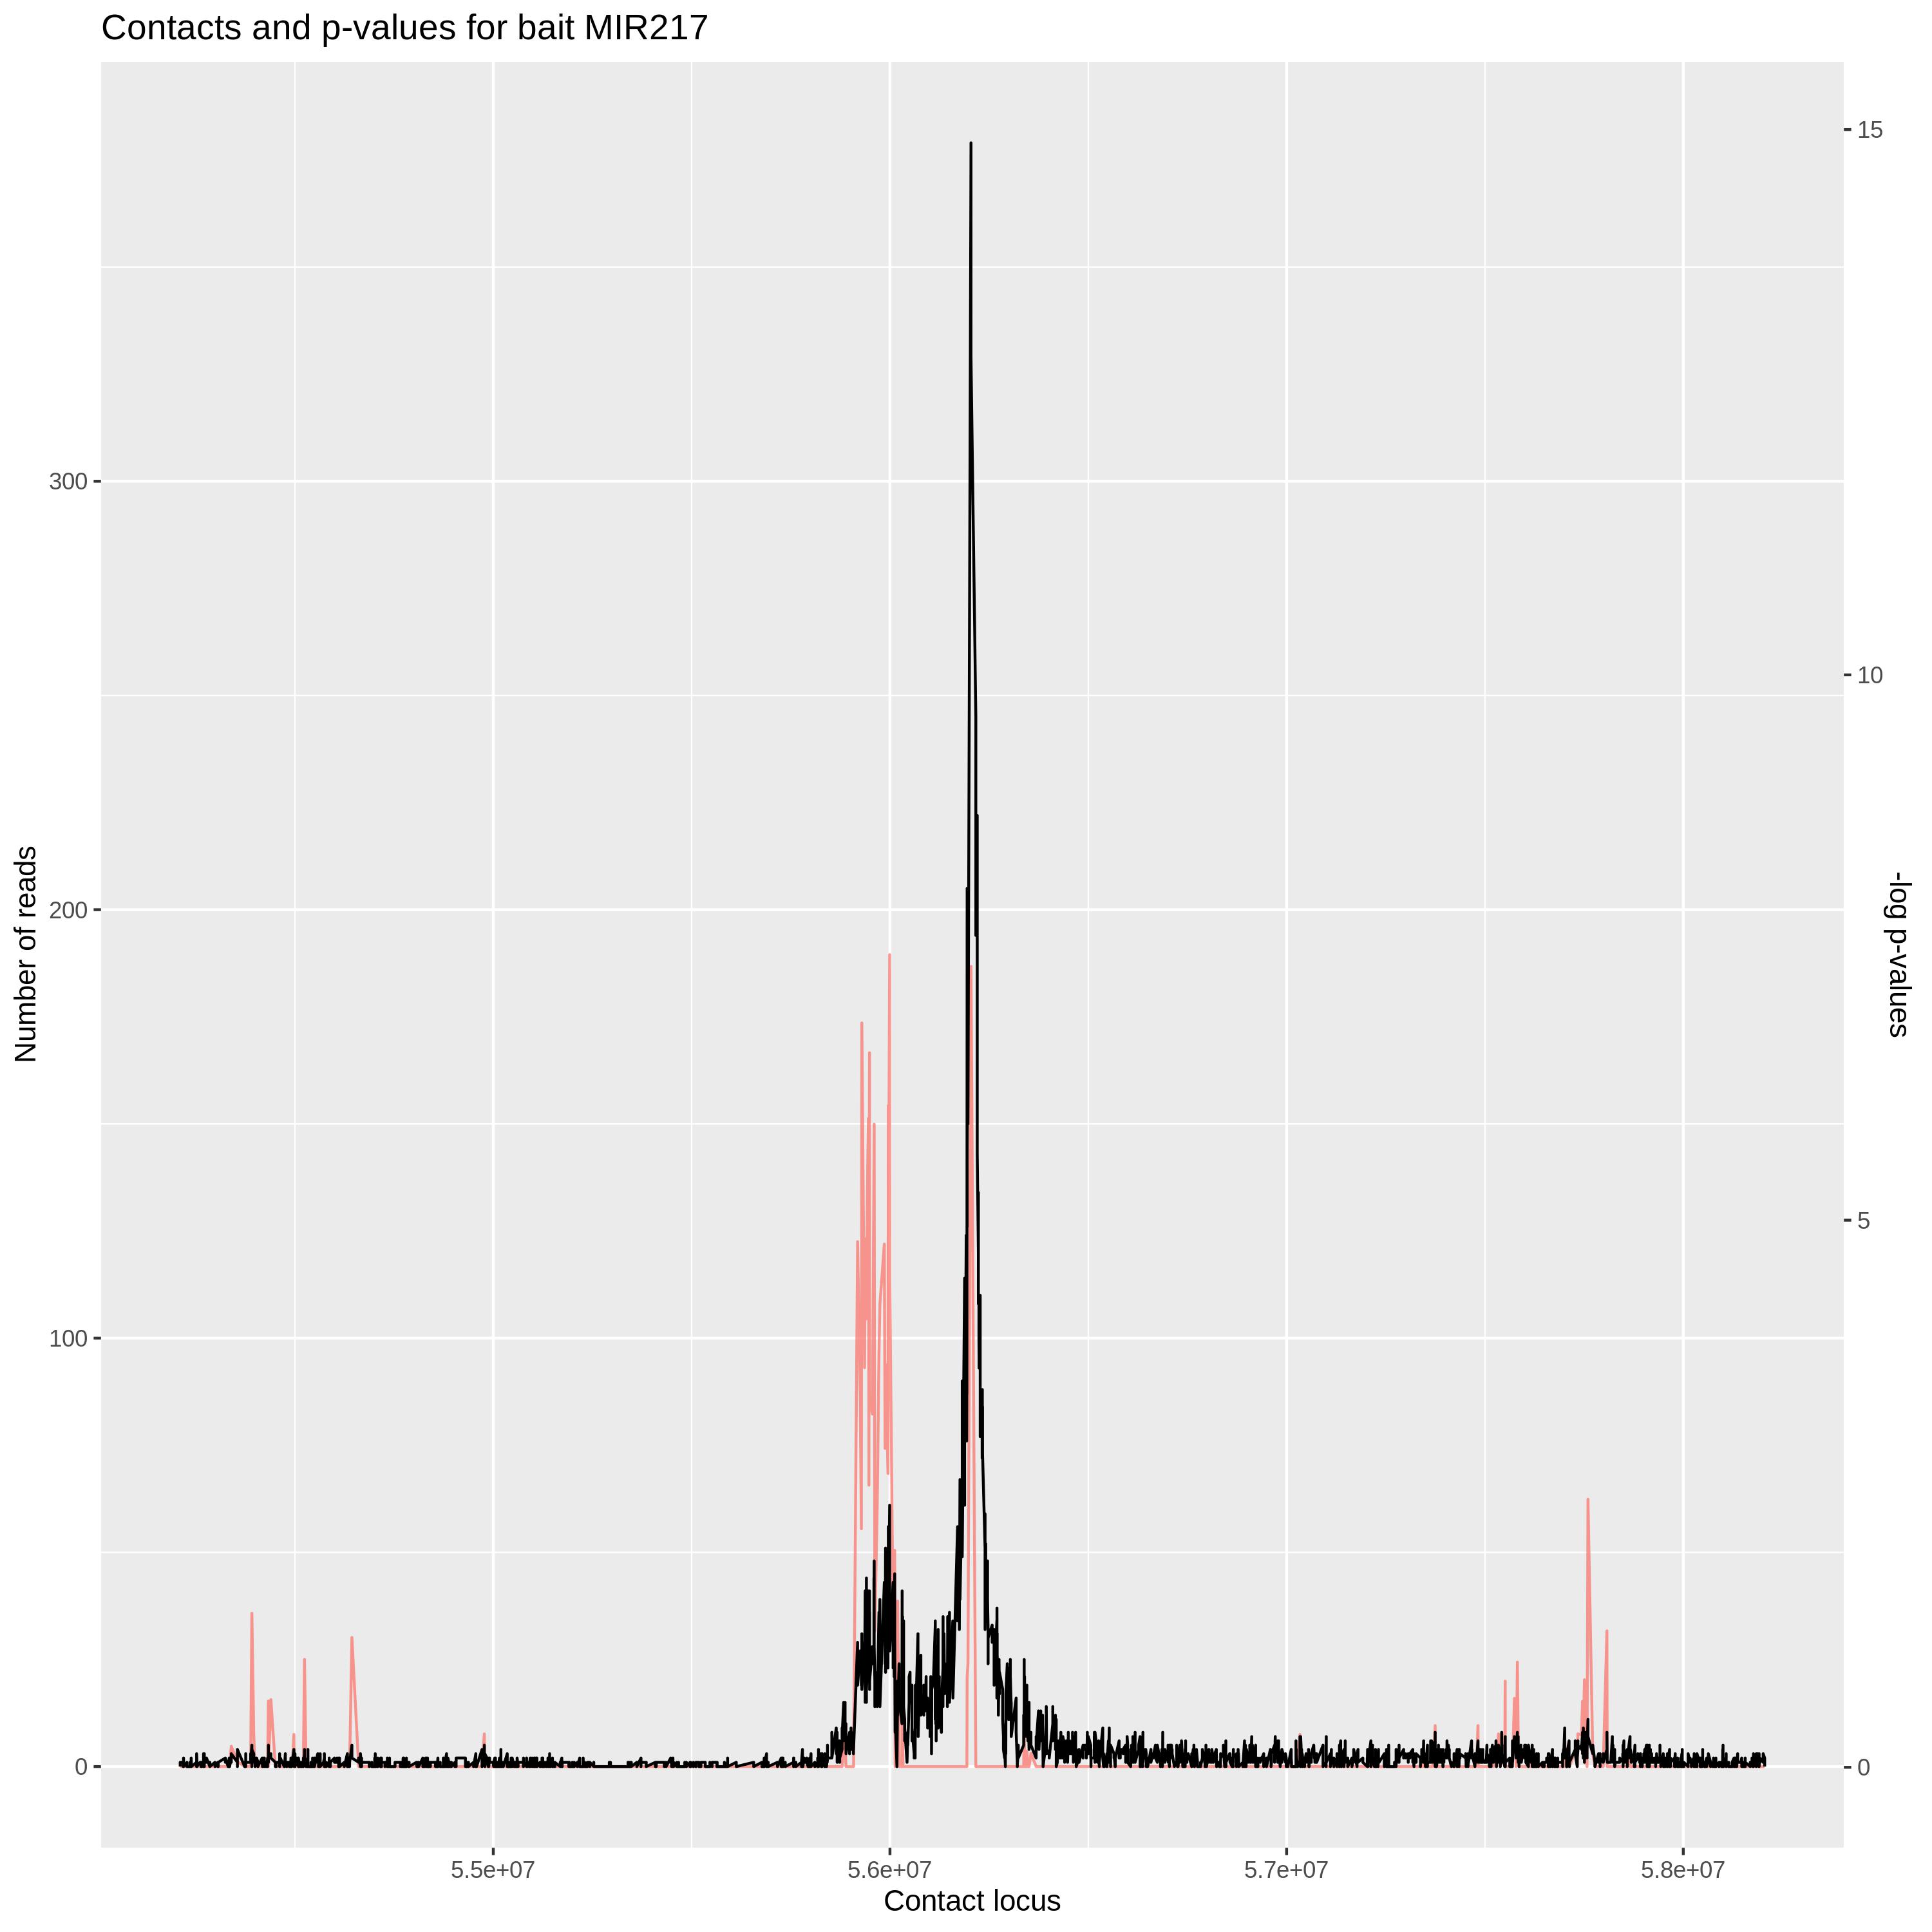 Contacts and p-values for bait MIR217
Number of reads
300
200
100
0
15
10
5
0
-log p-values
5.5e+07
5.6e+07
5.7e+07
5.8e+07
Contact locus